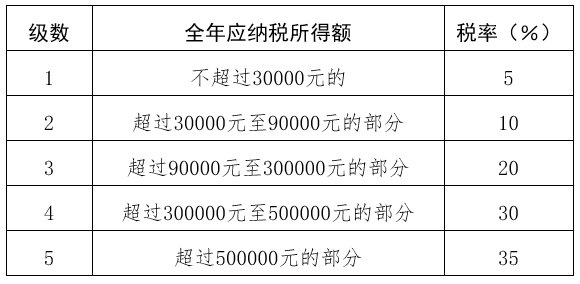 级数 全年应纳税所得额 税率（%）
1 不超过30000元的 5
2 超过30000元至90000元的部分 10
3 超过90000元至300000元的部分 20
4 超过300000元至500000元的部分 30
5 超过500000元的部分 35